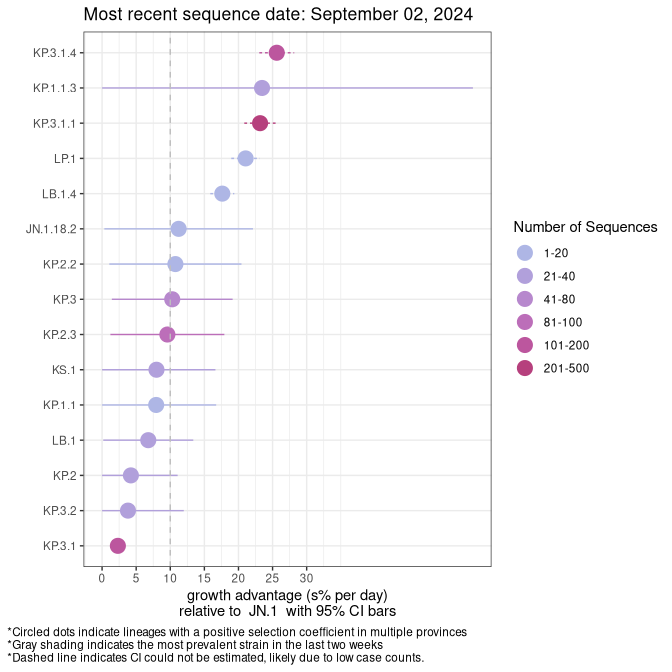 Most recent sequence date: September 02, 2024
KP.3.1.4
KP.1.1.3
KP.3.1.1
LP.1
LB.1.4
JN.1.18.2
KP.2.2
KP.3
KP.2.3
KS.1
KP.1.1
LB.1
KP.2
KP.3.2
KP.3.1
0 5 10 15 20 25 30
growth advantage (s% per day)
relative to JN.1 with 95% CI bars
Number of Sequences
1-20
21-40
41-80
81-100
101-200
201-500
*Circled dots indicate lineages with a positive selection coefficient in multiple provinces
*Gray shading indicates the most prevalent strain in the last two weeks
*Dashed line indicates CI could not be estimated, likely due to low case counts.